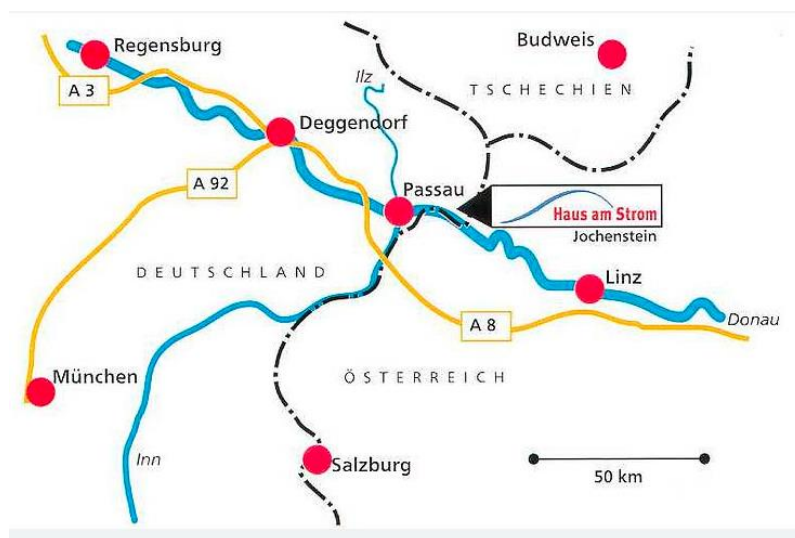 Regensburg
Budweis
A 3
Ilz
TSCHECHIEN
Deggendorf
A 92
Passau
Haus am Strom
Jochenstein
DEUTSCHLAND
Linz
A 8
Donau
München
ÖSTERREICH
Inn
Salzburg
50 km